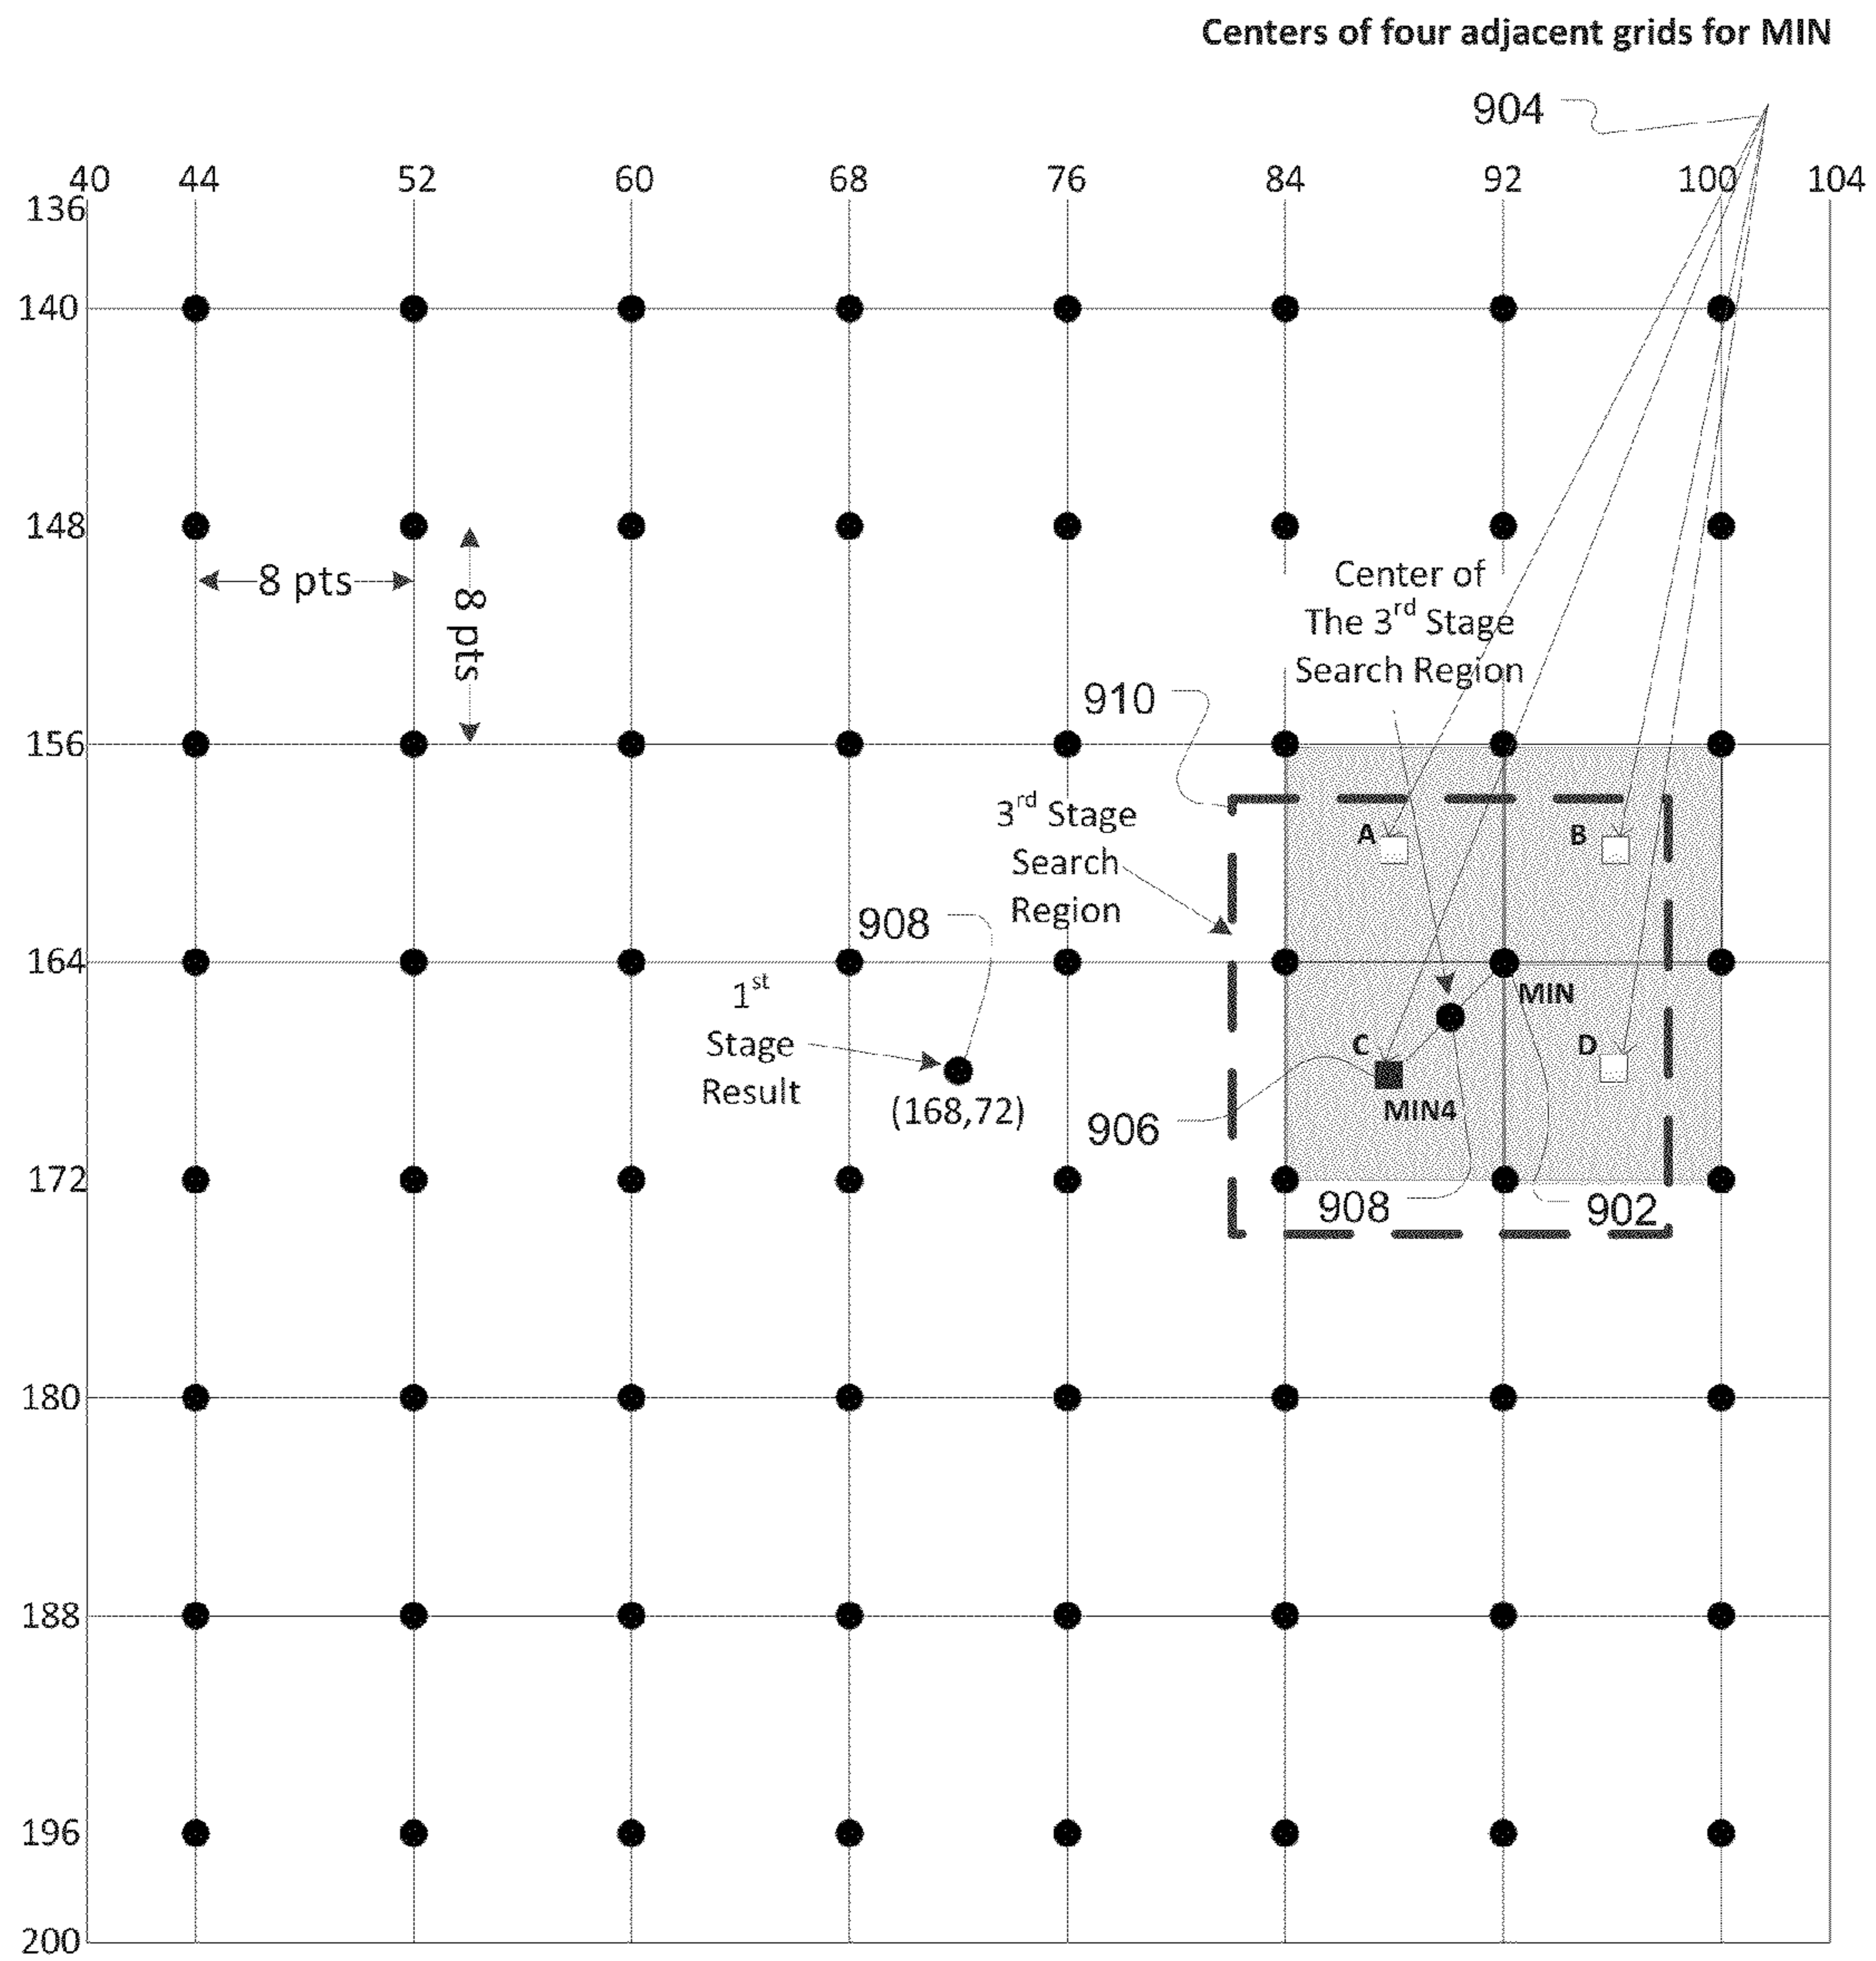 Centers of four adjacent grids for MIN
904
40 44 52 60 68 76 84 92 100 104
136
140
148
8 pts
8 pts
Center of
The 3rd Stage
Search Region
910
156
3rd Stage
Search
Region
A
B
908
164
1st
Stage
Result
MIN
C
D
(168,72)
MIN4
906
172
908
902
180
188
196
200